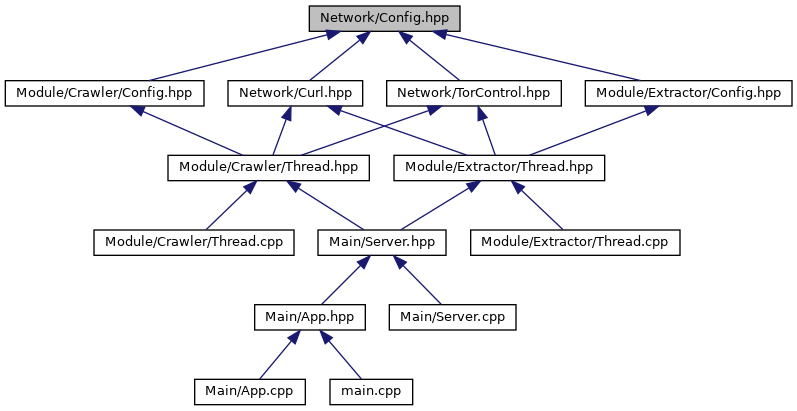 Network/Config.hpp
Module/Crawler/Config.hpp
Network/Curl.hpp
Network/TorControl.hpp
Module/Extractor/Config.hpp
Module/Crawler/Thread.hpp
Module/Extractor/Thread.hpp
Module/Crawler/Thread.cpp
Main/Server.hpp
Module/Extractor/Thread.cpp
Main/App.hpp
Main/Server.cpp
Main/App.cpp
main.cpp